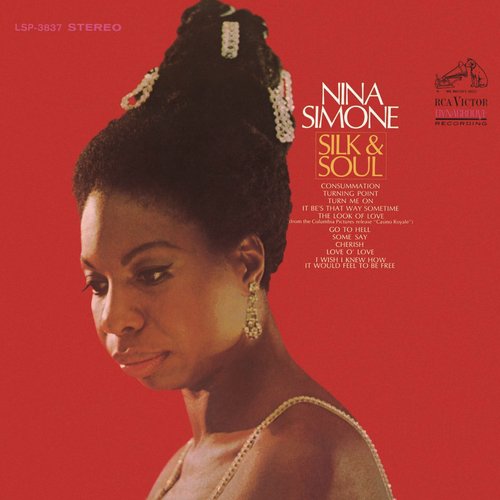 LSP-3837 STEREO
NINA
SIMONE
SILK &
SOUL
CONSUMMATION
TURNING POINT
TURN ME ON
IT BE'S THAT WAY SOMETIME
THE LOOK OF LOVE
(from the Columbia Pictures release "Casino Royale")
GO TO HELL
SOME SAY
CHERISH
LOVE O' LOVE
I WISH I KNEW HOW
IT WOULD FEEL TO BE FREE
RCA VICTOR
DYNAGROOVE
RECORDING